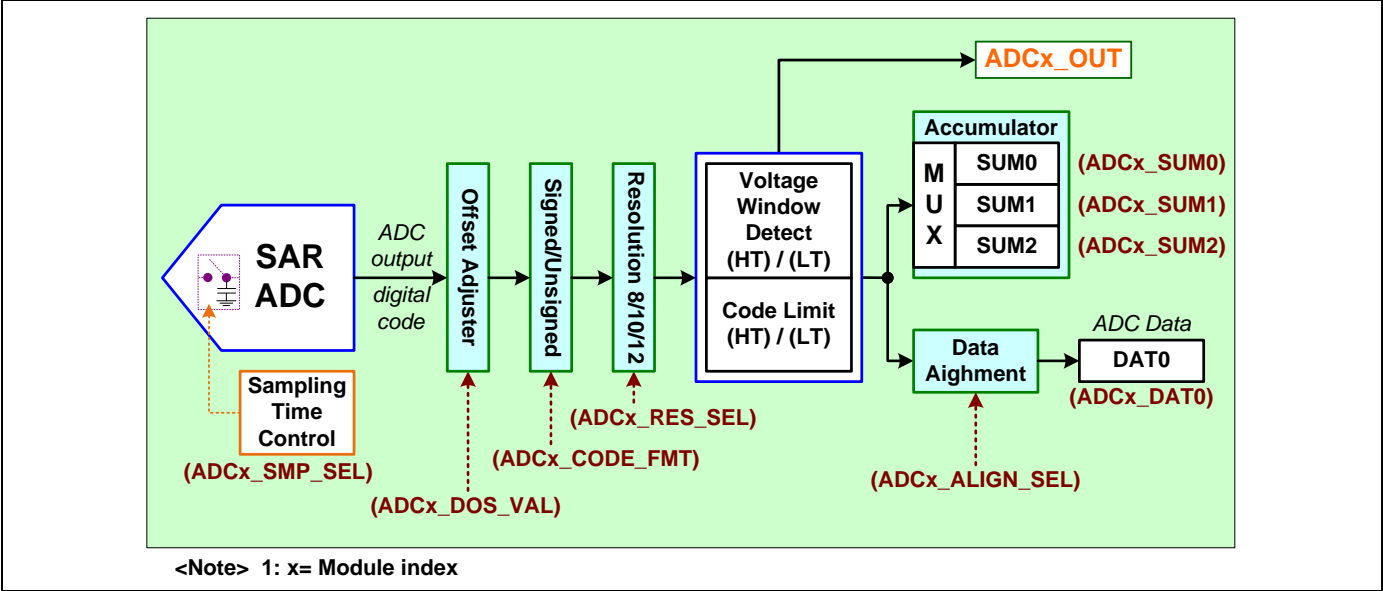 ADCx_OUT
Accumulator
M
U
X
SUM0
SUM1
SUM2
(ADCx_SUM0)
(ADCx_SUM1)
(ADCx_SUM2)
SAR
ADC
ADC
output
digital
code
Offset Adjuster
Signed/Unsigned
Resolution 8/10/12
Voltage
Window
Detect
(HT) / (LT)
Code Limit
(HT) / (LT)
Data
Aighment
ADC Data
DAT0
(ADCx_DAT0)
Sampling
Time
Control
(ADCx_SMP_SEL)
(ADCx_RES_SEL)
(ADCx_CODE_FMT)
(ADCx_DOS_VAL)
(ADCx_ALIGN_SEL)
<Note> 1: x= Module index